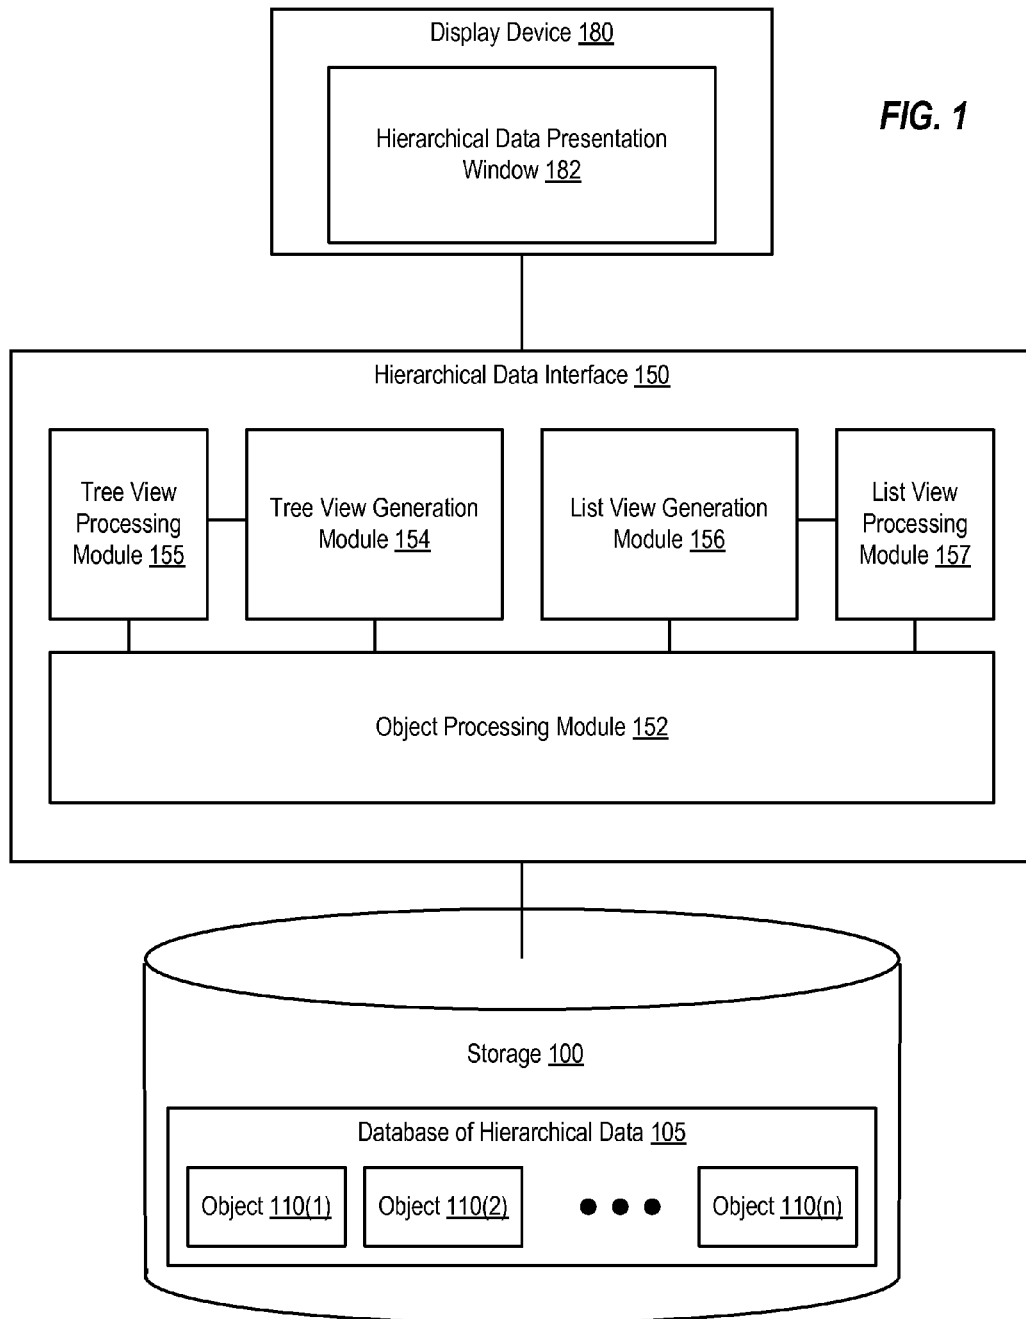 Display Device 180
FIG. 1
Hierarchical Data Presentation
Window 182
Hierarchical Data Interface 150
Tree View
Processing
Module 155
Tree View Generation
Module 154
List View Generation
Module 156
List View
Processing
Module 157
Object Processing Module 152
Storage 100
Database of Hierarchical Data 105
Object 110(1)
Object 110(2)
Object 110(n)